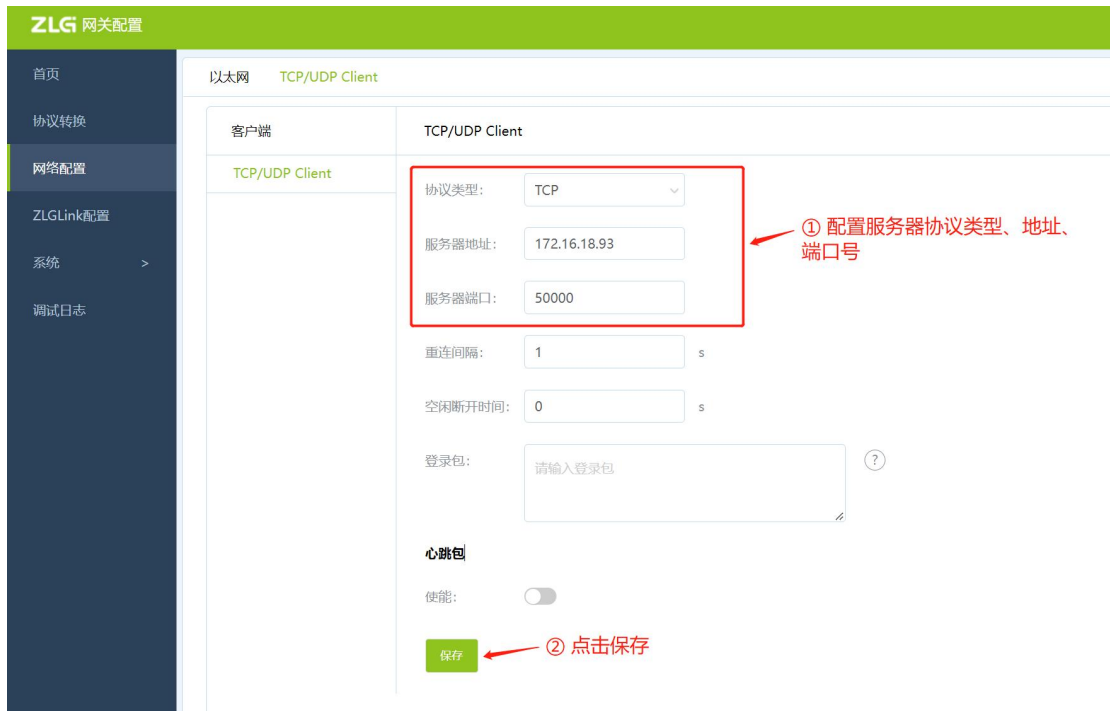 ZLG 网关配置
首页
协议转换
网络配置
ZLGLink配置
系统 >
调试日志
以太网 TCP/UDP Client
客户端
TCP/UDP Client
TCP/UDP Client
协议类型: TCP
服务器地址: 172.16.18.93
服务器端口: 50000
① 配置服务器协议类型、地址、
端口号
重连间隔: 1 s
空闲断开时间: 0 s
登录包: 请输入登录包 ?
心跳包
使能:
保存
② 点击保存